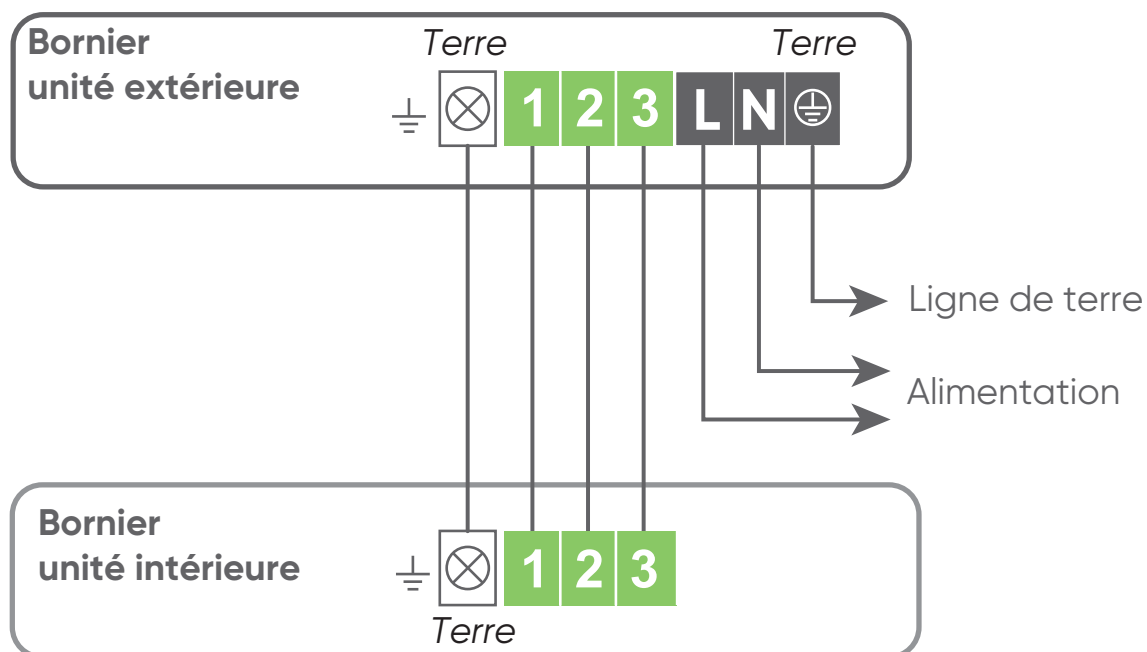 Bornier
unité extérieure
Terre
Terre
1 2 3 L N
Ligne de terre
Alimentation
Bornier
unité intérieure
1 2 3
Terre